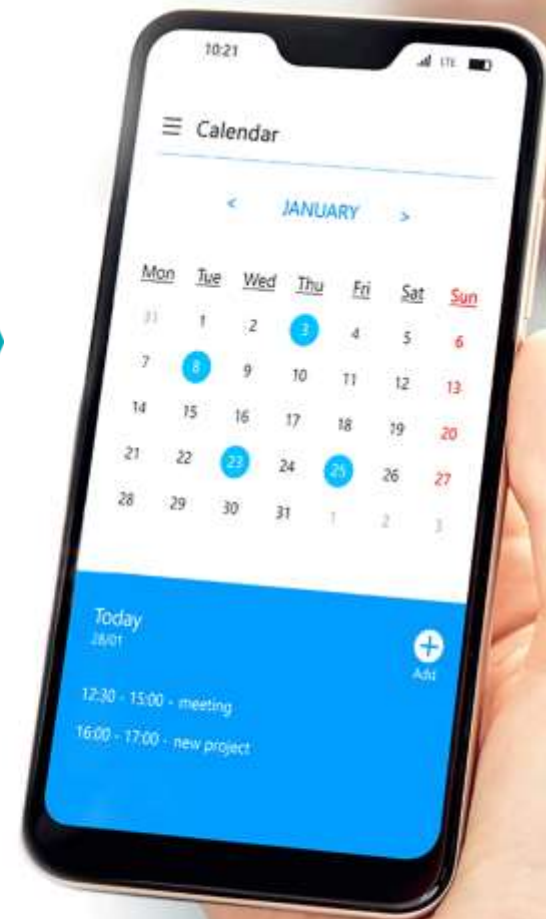 10:21 LTE
Calendar
< JANUARY >
Mon Tue Wed Thu Fri Sat Sun
31 1 2 3 4 5 6
7 8 9 10 11 12 13
14 15 16 17 18 19 20
21 22 23 24 25 26 27
28 29 30 31 1 2 3
Today
28/01
Add
12:30 - 15:00 - meeting
16:00 - 17:00 - new project